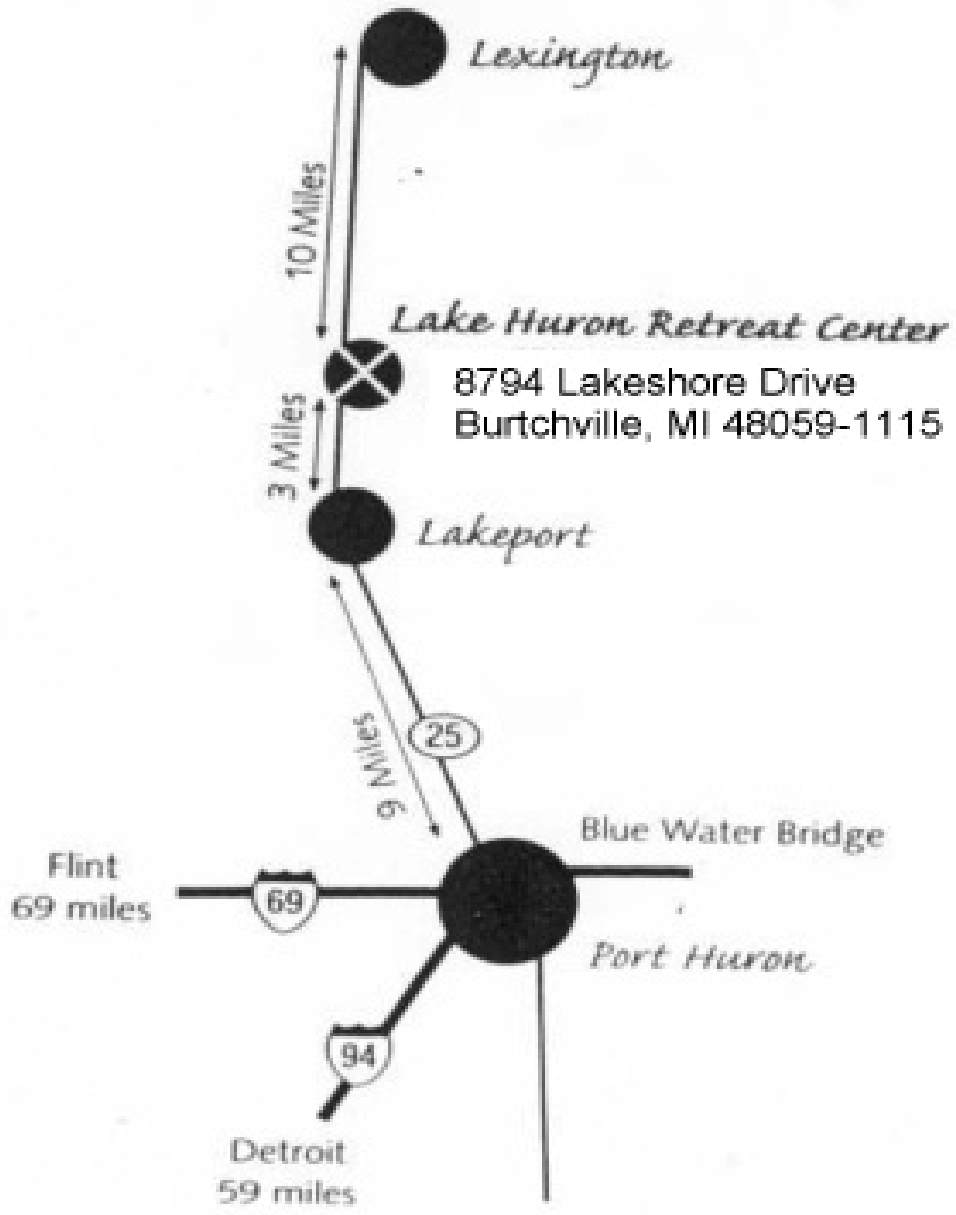 Lexington
10 Miles
Lake Huron Retreat Center
8794 Lakeshore Drive
Burtchville, MI 48059-1115
3 Miles
Lakeport
9 Miles
25
Blue Water Bridge
Flint
69 miles
69
Port Huron
94
Detroit
59 miles